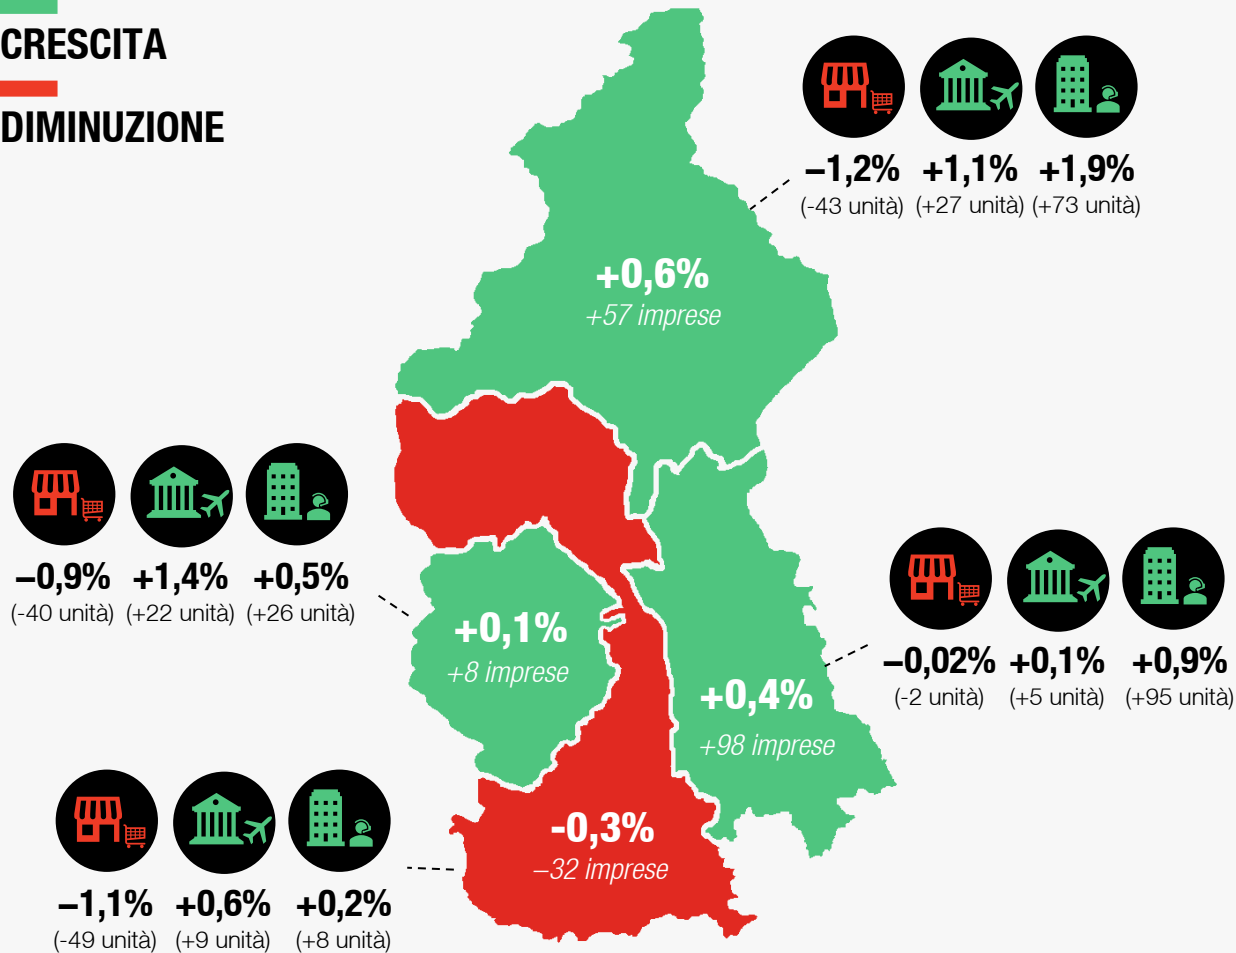 CRESCITA
DIMINUZIONE
–1,2% +1,1% +1,9%
(-43 unità) (+27 unità) (+73 unità)
+0,6%
+57 imprese
–0,9% +1,4% +0,5%
(-40 unità) (+22 unità) (+26 unità)
+0,1%
+8 imprese
–0,02% +0,1% +0,9%
(-2 unità) (+5 unità) (+95 unità)
+0,4%
+98 imprese
-0,3%
–32 imprese
–1,1% +0,6% +0,2%
(-49 unità) (+9 unità) (+8 unità)